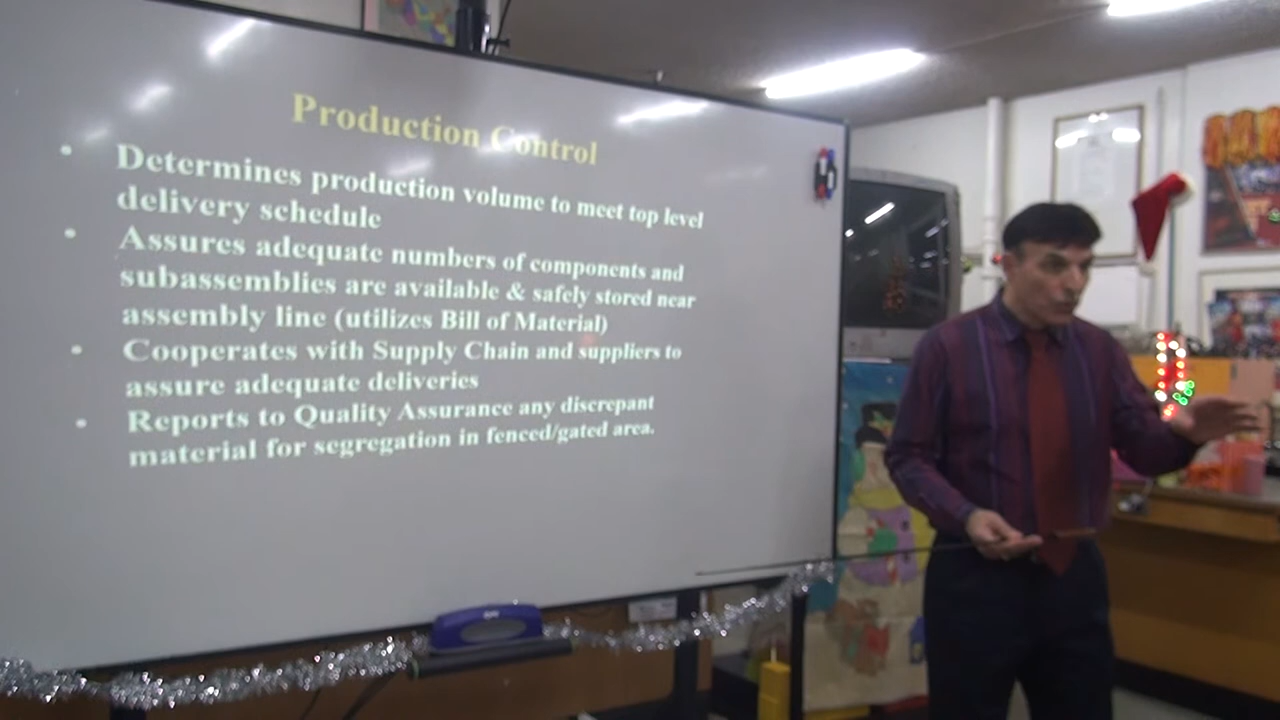 Production Control
• Determines production volume to meet top level
delivery schedule
• Assures adequate numbers of components and
subassemblies are available & safely stored near
assembly line (utilizes Bill of Material)
• Cooperates with Supply Chain and suppliers to
assure adequate deliveries
• Reports to Quality Assurance any discrepant
material for segregation in fenced/gated area.